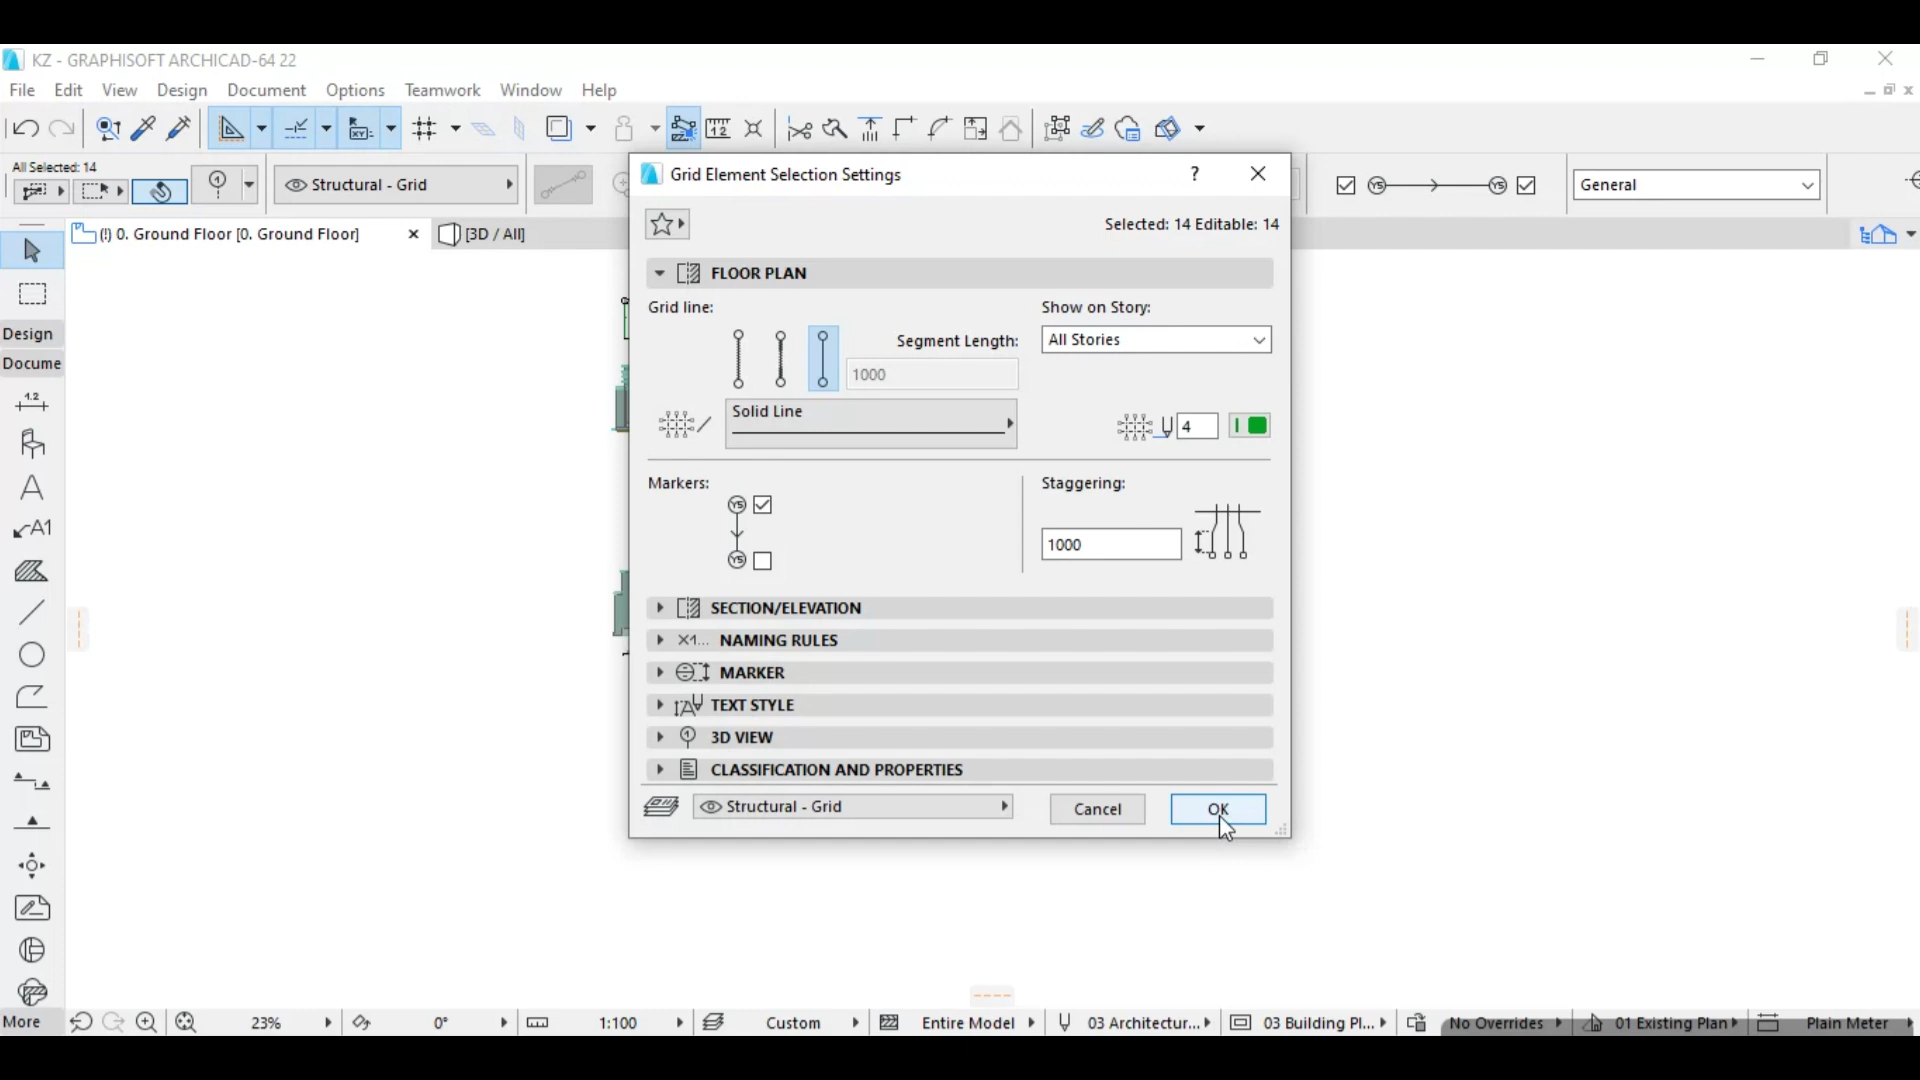 KZ - GRAPHISOFT ARCHICAD-64 22
File Edit View Design Document Options Teamwork Window Help
All Selected: 14
Structural - Grid
General
(!) 0. Ground Floor [0. Ground Floor]
[3D / All]
Design
Docume
1.2
A
A1
More
Grid Element Selection Settings
?
Selected: 14 Editable: 14
FLOOR PLAN
Grid line:
Show on Story:
Segment Length:
All Stories
1000
Solid Line
4
Markers:
Staggering:
1000
SECTION/ELEVATION
X1... NAMING RULES
MARKER
TEXT STYLE
3D VIEW
CLASSIFICATION AND PROPERTIES
Structural - Grid
Cancel
OK
23%
0°
1:100
Custom
Entire Model
03 Architectur...
03 Building Pl...
No Overrides
01 Existing Plan
Plain Meter